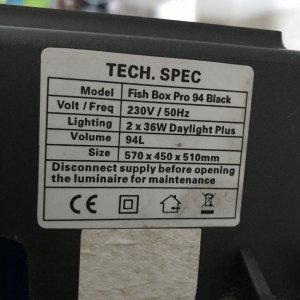 TECH. SPEC
Model Fish Box Pro 94 Black
Volt / Freq 230V / 50Hz
Lighting 2 x 36W Daylight Plus
Volume 94L
Size 570 x 450 x 510mm
Disconnect supply before opening
the luminaire for maintenance
CE